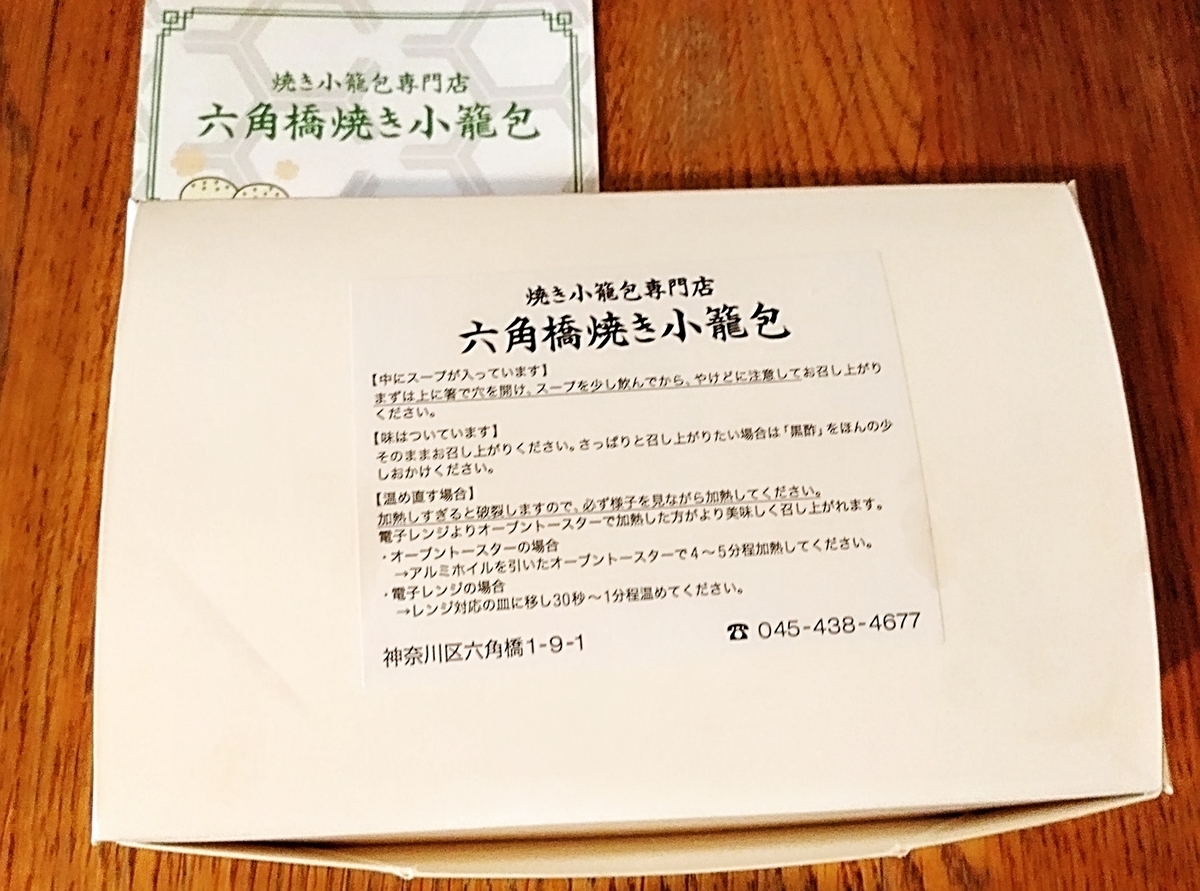 焼き小籠包専門店
六角橋焼き小籠包
焼き小籠包専門店
六角橋焼き小籠包
【中にスープが入っています】
まずは上に箸で穴を開け、スープを少し飲んでから、やけどに注意してお召し上がり
ください。
【味はついています】
そのままお召し上がりください。さっぱりと召し上がりたい場合は「黒酢」をほんの少
しおかけください。
【温め直す場合】
加熱しすぎると破裂しますので、必ず様子を見ながら加熱してください。
電子レンジよりオーブントースターで加熱した方がより美味しく召し上がれます。
・オーブントースターの場合
→アルミホイルを引いたオーブントースターで4～5分程加熱してください。
・電子レンジの場合
→レンジ対応の皿に移し30秒～1分程温めてください。
神奈川区六角橋1-9-1
☎ 045-438-4677